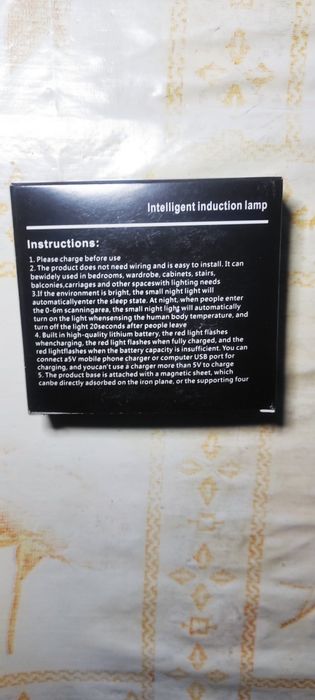 Intelligent induction lamp
Instructions:
1. Please charge before use
2. The product does not need wiring and is easy to install. It can
bewidely used in bedrooms, wardrobe, cabinets, stairs,
balconies,carriages and other spaceswith lighting needs
3.If the environment is bright, the small night light will
automaticallyenter the sleep state. At night, when people enter
the 0-6m scanningarea, the small night light will automatically
turn on the light whensensing the human body temperature, and
turn off the light 20seconds after people leave
4. Built in high-quality lithium battery, the red light flashes
whencharging, the red light flashes when fully charged, and the
red lightflashes when the battery capacity is insufficient. You can
connect a5V mobile phone charger or computer USB port for
charging, and youcan't use a charger more than 5V to charge
5. The product base is attached with a magnetic sheet, which
canbe directly adsorbed on the iron plane, or the supporting four